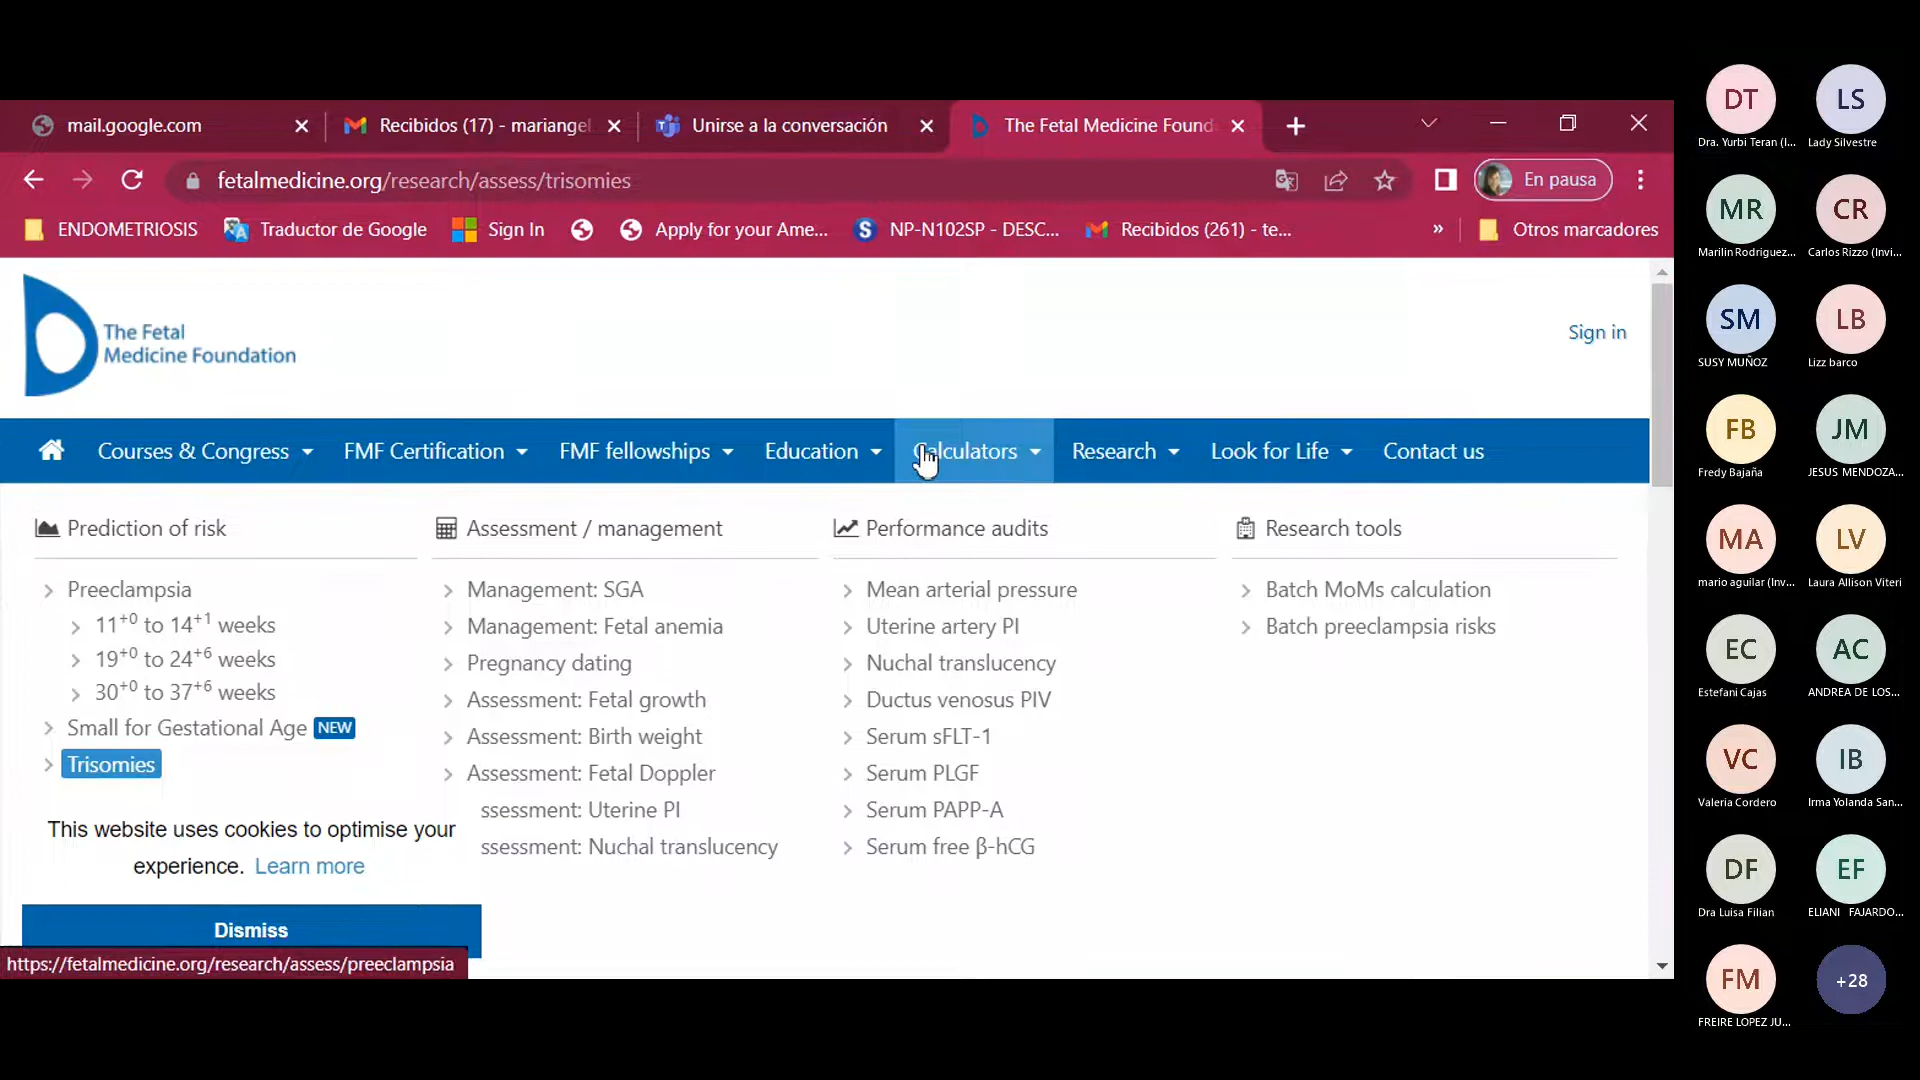 mail.google.com
Recibidos (17) - mariangel
Unirse a la conversación
The Fetal Medicine Found
fetalmedicine.org/research/assess/trisomies
En pausa
ENDOMETRIOSIS
Traductor de Google
Sign In
Apply for your Ame...
NP-N102SP - DESC...
Recibidos (261) - te...
»
Otros marcadores
The Fetal
Medicine Foundation
Sign in
Courses & Congress
FMF Certification
FMF fellowships
Education
Calculators
Research
Look for Life
Contact us
Prediction of risk
Preeclampsia
11+0 to 14+1 weeks
19+0 to 24+6 weeks
30+0 to 37+6 weeks
Small for Gestational Age NEW
Trisomies
Assessment / management
Management: SGA
Management: Fetal anemia
Pregnancy dating
Assessment: Fetal growth
Assessment: Birth weight
Assessment: Fetal Doppler
ssessment: Uterine PI
ssessment: Nuchal translucency
Performance audits
Mean arterial pressure
Uterine artery PI
Nuchal translucency
Ductus venosus PIV
Serum sFLT-1
Serum PLGF
Serum PAPP-A
Serum free β-hCG
Research tools
Batch MoMs calculation
Batch preeclampsia risks
This website uses cookies to optimise your
experience. Learn more
Dismiss
https://fetalmedicine.org/research/assess/preeclampsia
DT
Dra. Yurbi Teran (I...
LS
Lady Silvestre
MR
Marilin Rodriguez...
CR
Carlos Rizzo (Invi...
SM
SUSY MUÑOZ
LB
Lizz barco
FB
Fredy Bajaña
JM
JESUS MENDOZA...
MA
mario aguilar (Inv...
LV
Laura Allison Viteri
EC
Estefani Cajas
AC
ANDREA DE LOS...
VC
Valeria Cordero
IB
Irma Yolanda San...
DF
Dra Luisa Filian
EF
ELIANI FAJARDO...
FM
FREIRE LOPEZ JU...
+28